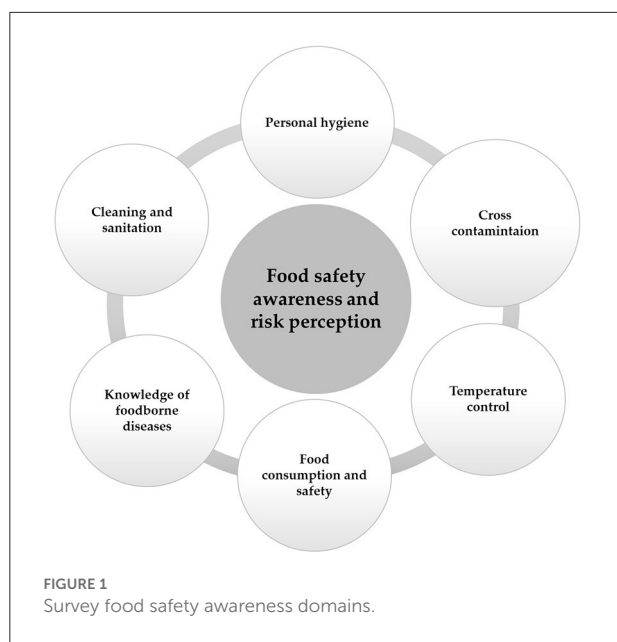 Personal hygiene
Cross
contamintaion
Temperature
control
Food
consumption and
safety
Knowledge of
foodborne
diseases
Cleaning and
sanitation
Food safety
awareness and
risk perception
FIGURE 1
Survey food safety awareness domains.